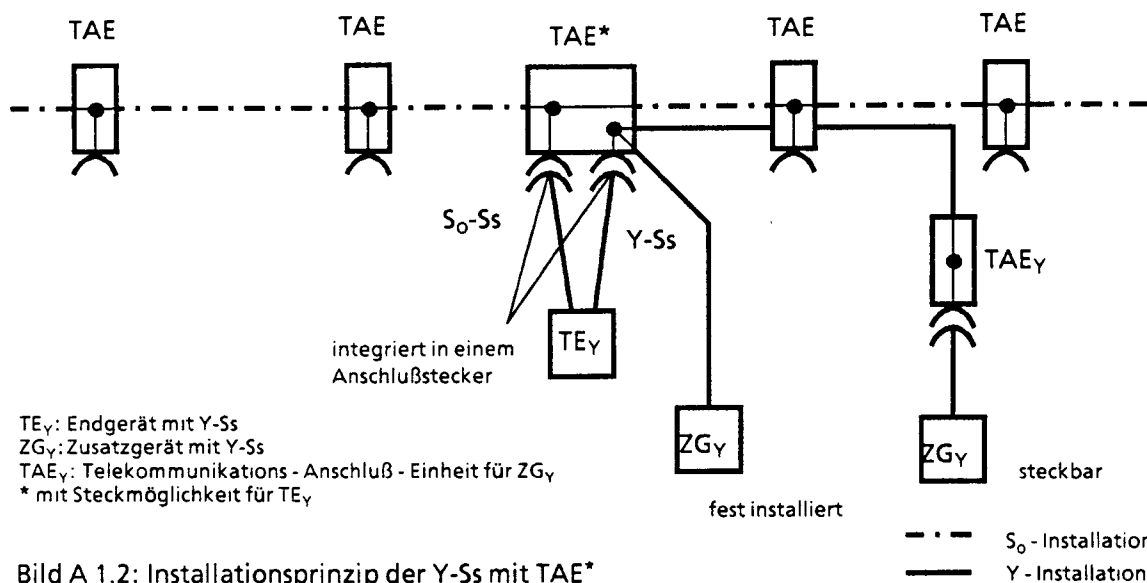 TAE
TAE
TAE*
TAE
TAE
S₀-Ss
Y-Ss
TAEY
integriert in einem
Anschlußstecker
TEY
TEY: Endgerät mit Y-Ss
ZGY: Zusatzgerät mit Y-Ss
TAEY: Telekommunikations - Anschluß - Einheit für ZGY
* mit Steckmöglichkeit für TEY
ZGY
ZGY
steckbar
fest installiert
S₀ - Installation
Y - Installation
Bild A 1.2: Installationsprinzip der Y-Ss mit TAE*